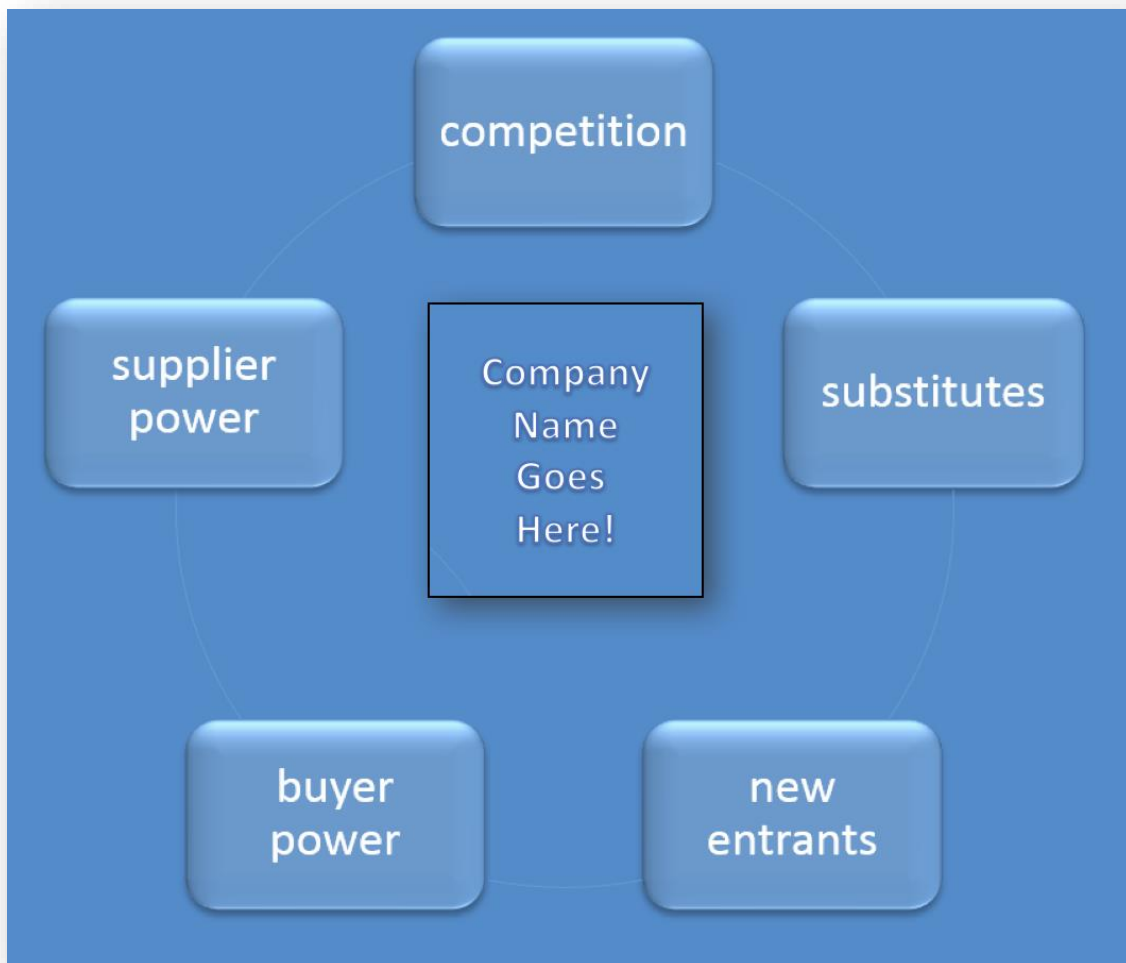 competition
supplier
power
Company
Name
Goes
Here!
substitutes
buyer
power
new
entrants